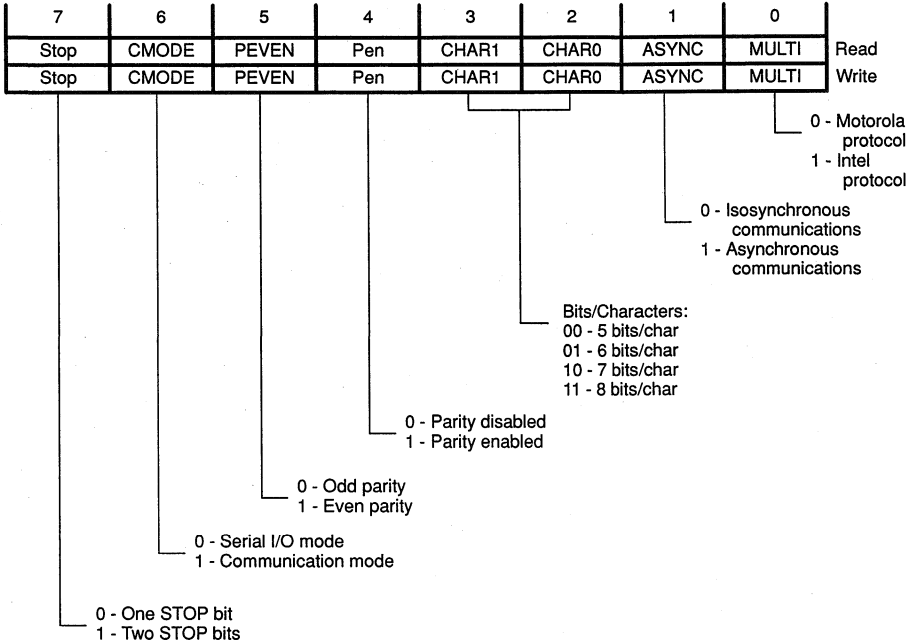 7 6 5 4 3 2 1 0
Stop CMODE PEVEN Pen CHAR1 CHAR0 ASYNC MULTI Read
Stop CMODE PEVEN Pen CHAR1 CHAR0 ASYNC MULTI Write
0 - Motorola
protocol
1 - Intel
protocol
0 - Isosynchronous
communications
1 - Asynchronous
communications
Bits/Characters:
00 - 5 bits/char
01 - 6 bits/char
10 - 7 bits/char
11 - 8 bits/char
0 - Parity disabled
1 - Parity enabled
0 - Odd parity
1 - Even parity
0 - Serial I/O mode
1 - Communication mode
0 - One STOP bit
1 - Two STOP bits